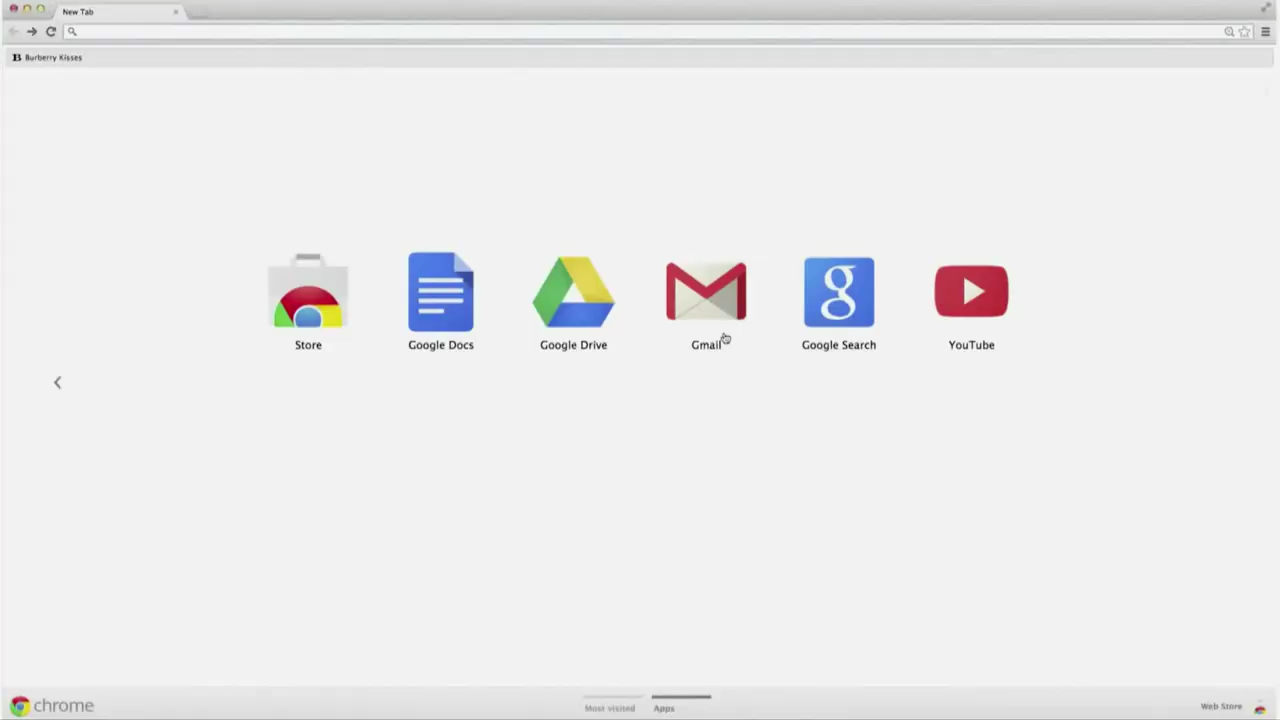 New Tab
B Burberry Kisses
g
Store
Google Docs
Google Drive
Gmail
Google Search
YouTube
chrome
Most visited
Apps
Web Store